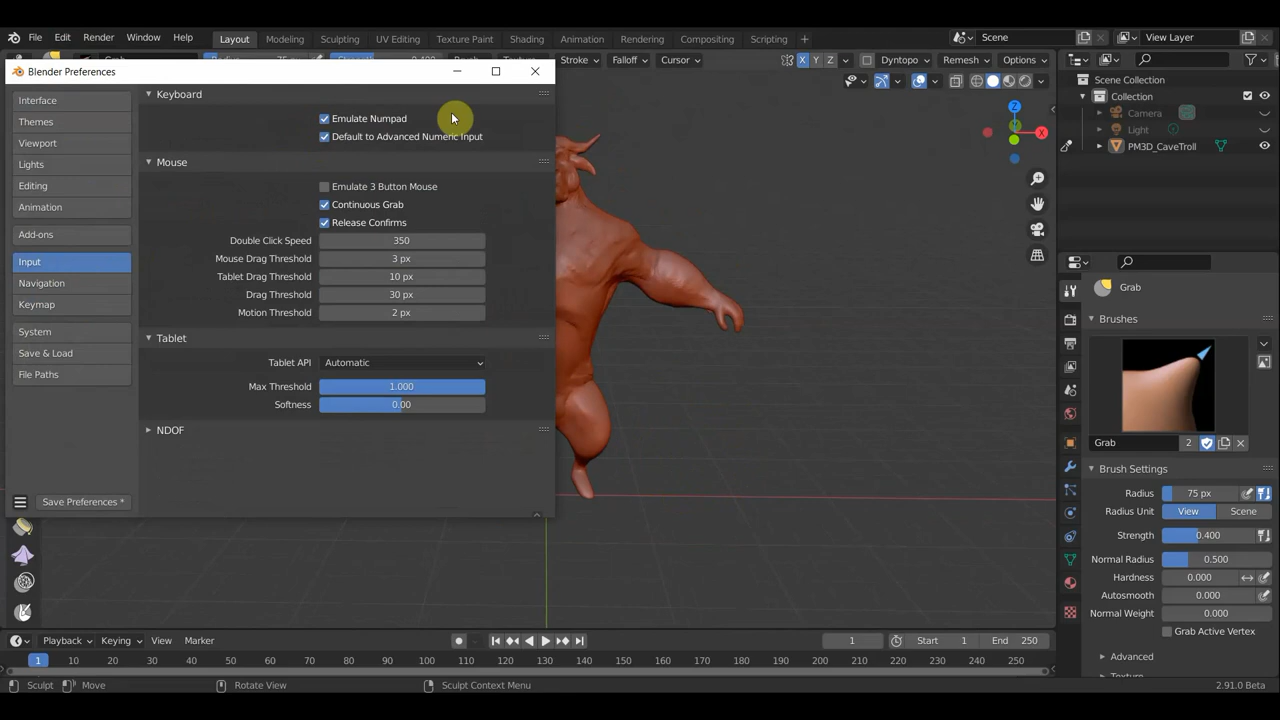 File Edit Render Window Help Layout Modeling Sculpting UV Editing Texture Paint Shading Animation Rendering Compositing Scripting + Scene View Layer
Stroke Falloff Cursor X Y Z Dyntopo Remesh Options
Blender Preferences
Interface
Themes
Viewport
Lights
Editing
Animation
Add-ons
Input
Navigation
Keymap
System
Save & Load
File Paths
Save Preferences *
Keyboard
Emulate Numpad
Default to Advanced Numeric Input
Mouse
Emulate 3 Button Mouse
Continuous Grab
Release Confirms
Double Click Speed 350
Mouse Drag Threshold 3 px
Tablet Drag Threshold 10 px
Drag Threshold 30 px
Motion Threshold 2 px
Tablet
Tablet API Automatic
Max Threshold 1.000
Softness 0.00
NDOF
Z
X
Scene Collection
Collection
Camera
Light
PM3D_CaveTroll
Grab
Brushes
Grab 2
Brush Settings
Radius 75 px
Radius Unit View Scene
Strength 0.400
Normal Radius 0.500
Hardness 0.000
Autosmooth 0.000
Normal Weight 0.000
Grab Active Vertex
Advanced
Playback Keying View Marker 1 Start 1 End 250
1 10 20 30 40 50 60 70 80 90 100 110 120 130 140 150 160 170 180 190 200 210 220 230 240 250
Sculpt Move Rotate View Sculpt Context Menu 2.91.0 Beta